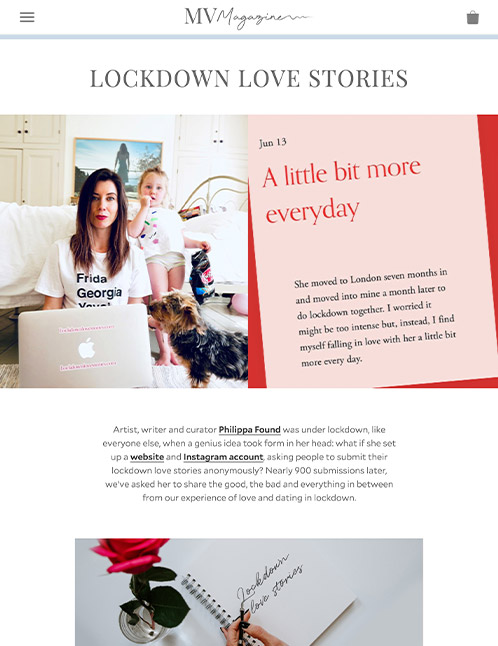 MV Magazine
LOCKDOWN LOVE STORIES
Frida
Georgia
Jun 13
A little bit more
everyday
She moved to London seven months in
and moved into mine a month later to
do lockdown together. I worried it
might be too intense but, instead, I find
myself falling in love with her a little bit
more every day.
Artist, writer and curator Philippa Found was under lockdown, like
everyone else, when a genius idea took form in her head: what if she set
up a website and Instagram account, asking people to submit their
lockdown love stories anonymously? Nearly 900 submissions later,
we've asked her to share the good, the bad and everything in between
from our experience of love and dating in lockdown.
Lockdown
love stories